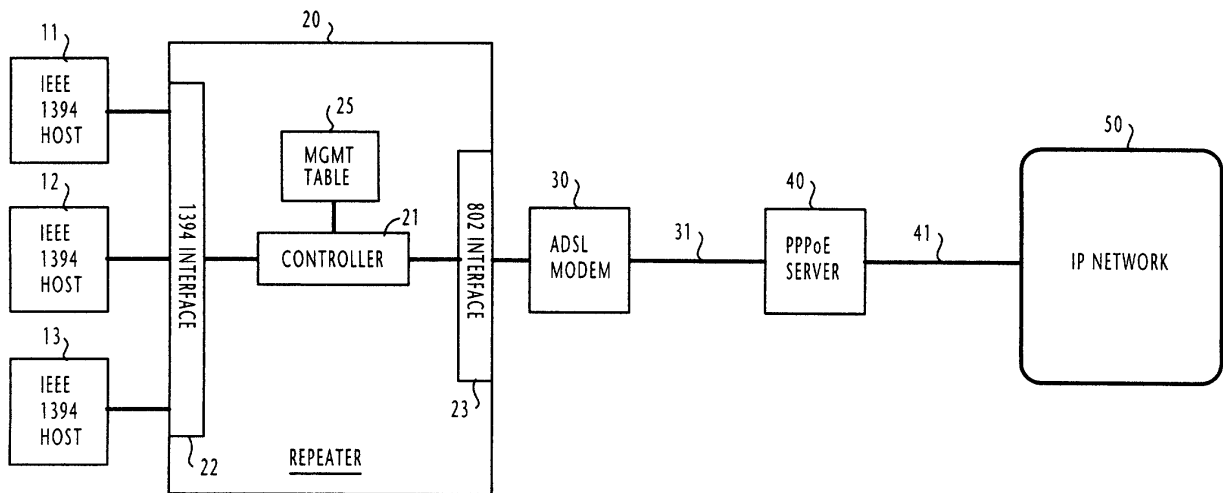 11
IEEE
1394
HOST
12
IEEE
1394
HOST
13
IEEE
1394
HOST
20
1394 INTERFACE
22
25
MGMT
TABLE
21
CONTROLLER
802 INTERFACE
23
REPEATER
30
ADSL
MODEM
31
40
PPPoE
SERVER
41
50
IP NETWORK